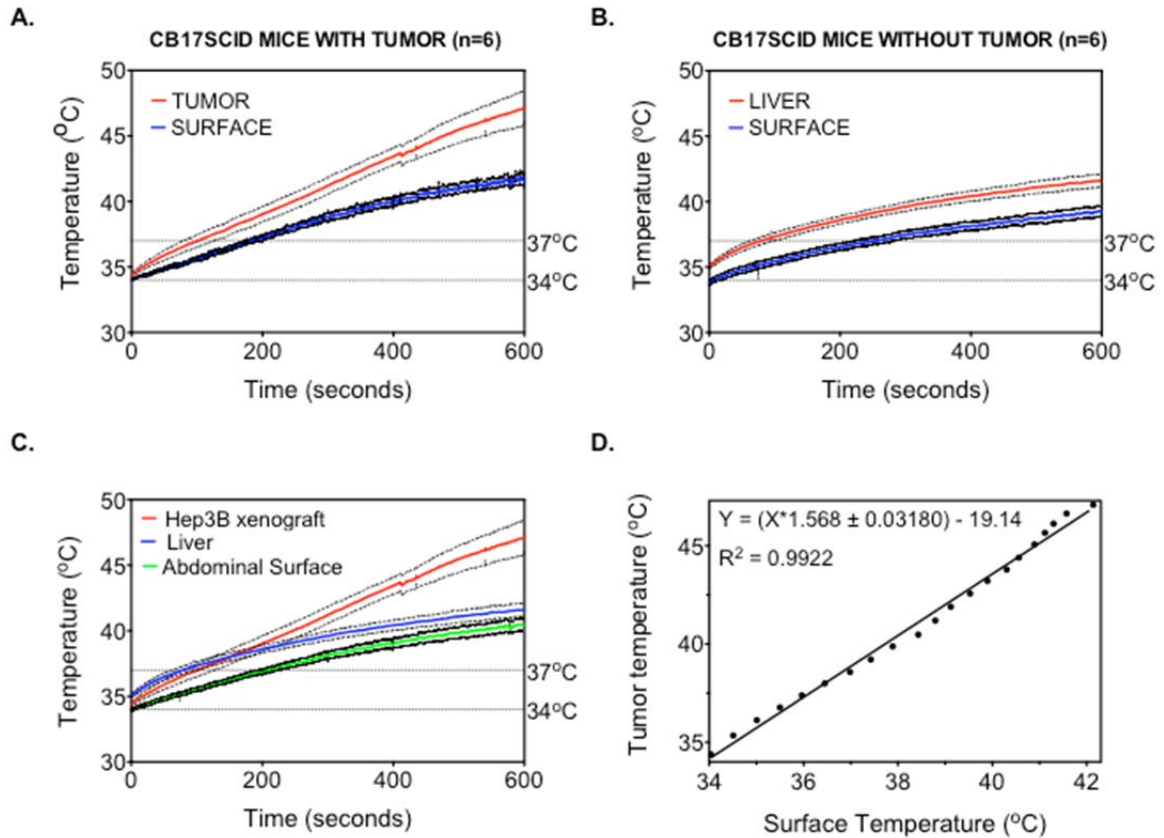 A.
CB17SCID MICE WITH TUMOR (n=6)
50
45
40
35
30
Temperature (°C)
TUMOR
SURFACE
37°C
34°C
0 200 400 600
Time (seconds)
B.
CB17SCID MICE WITHOUT TUMOR (n=6)
50
45
40
35
30
Temperature (°C)
LIVER
SURFACE
37°C
34°C
0 200 400 600
Time (seconds)
C.
50
45
40
35
30
Temperature (°C)
Hep3B xenograft
Liver
Abdominal Surface
37°C
34°C
0 200 400 600
Time (seconds)
D.
45
40
35
Tumor temperature (°C)
Y = (X*1.568 ± 0.03180) - 19.14
R² = 0.9922
34 36 38 40 42
Surface Temperature (°C)